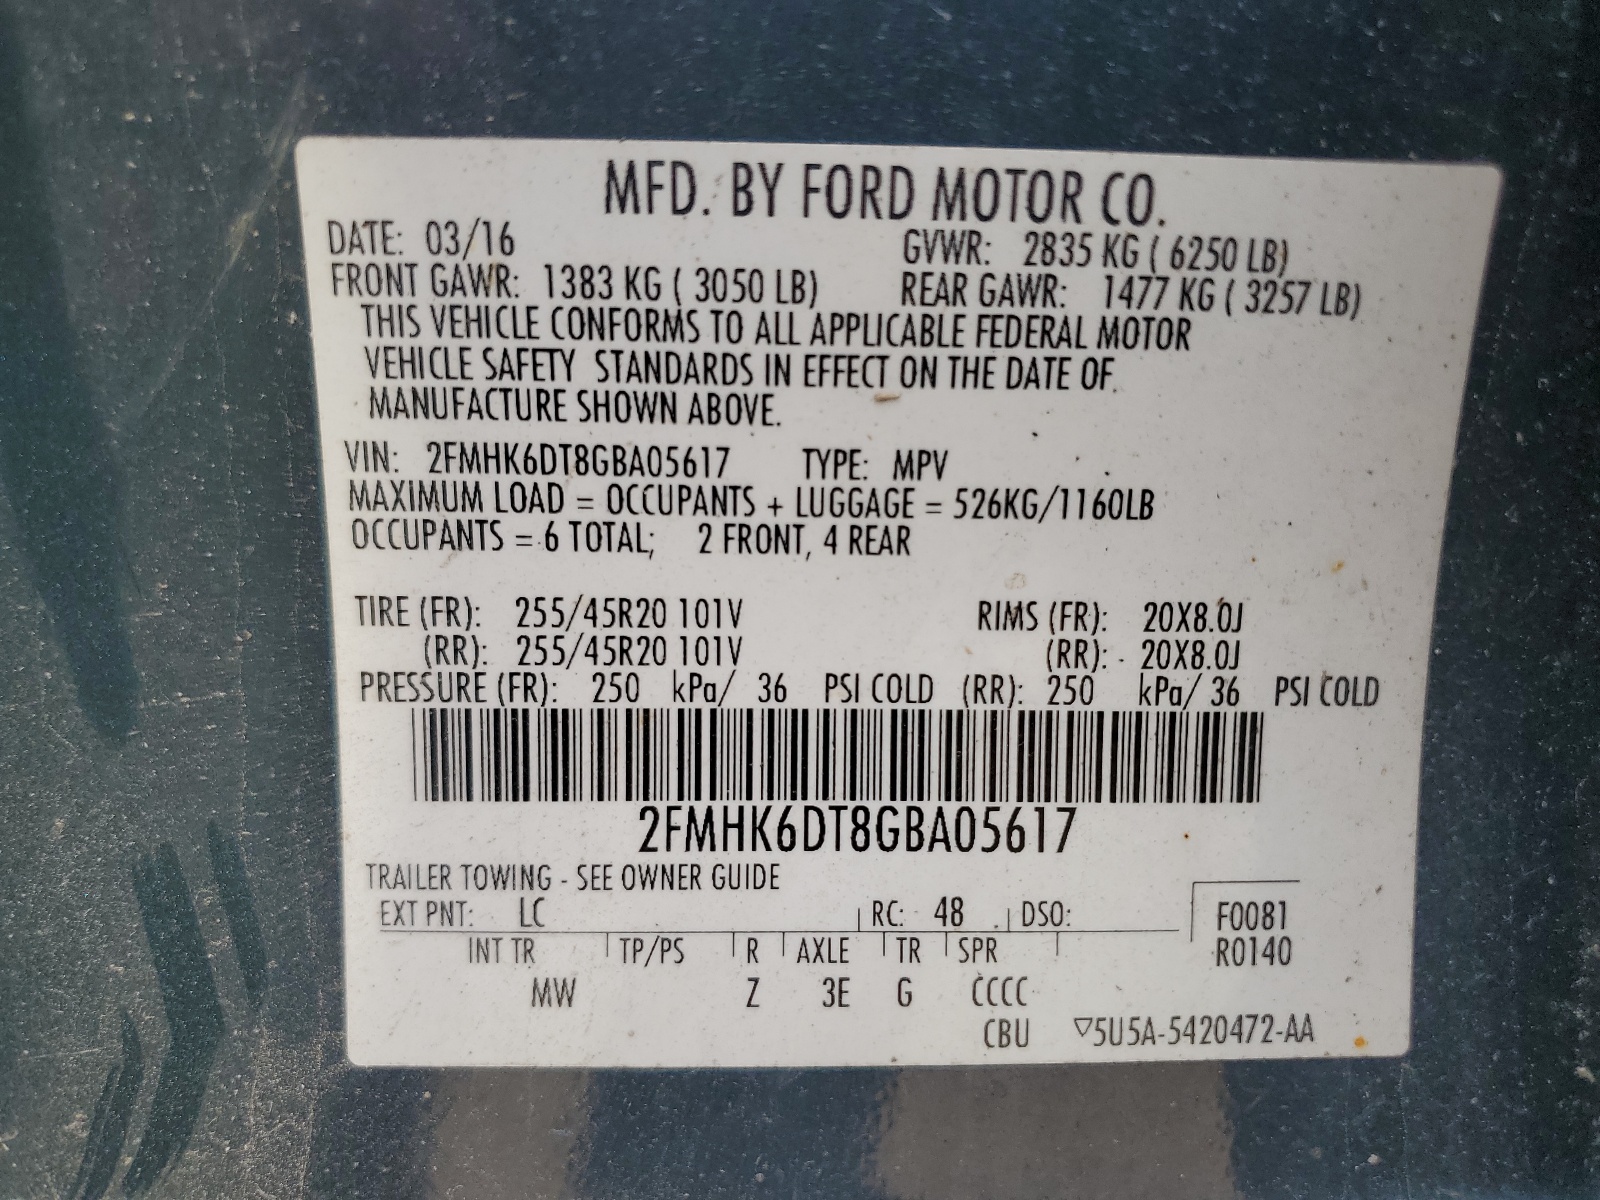 MFD. BY FORD MOTOR CO.
DATE: 03/16 GVWR: 2835 KG ( 6250 LB)
FRONT GAWR: 1383 KG ( 3050 LB) REAR GAWR: 1477 KG ( 3257 LB)
THIS VEHICLE CONFORMS TO ALL APPLICABLE FEDERAL MOTOR
VEHICLE SAFETY STANDARDS IN EFFECT ON THE DATE OF
MANUFACTURE SHOWN ABOVE.
VIN: 2FMHK6DT8GBA05617 TYPE: MPV
MAXIMUM LOAD = OCCUPANTS + LUGGAGE = 526KG/1160LB
OCCUPANTS = 6 TOTAL; 2 FRONT, 4 REAR
TIRE (FR): 255/45R20 101V RIMS (FR): 20X8.0J
(RR): 255/45R20 101V (RR): 20X8.0J
PRESSURE (FR): 250 kPa/ 36 PSI COLD (RR): 250 kPa/ 36 PSI COLD
2FMHK6DT8GBA05617
TRAILER TOWING - SEE OWNER GUIDE
EXT PNT: LC RC: 48 DSO: F0081
INT TR TP/PS R AXLE TR SPR R0140
MW Z 3E G CCCC
CBU ▽5U5A-5420472-AA